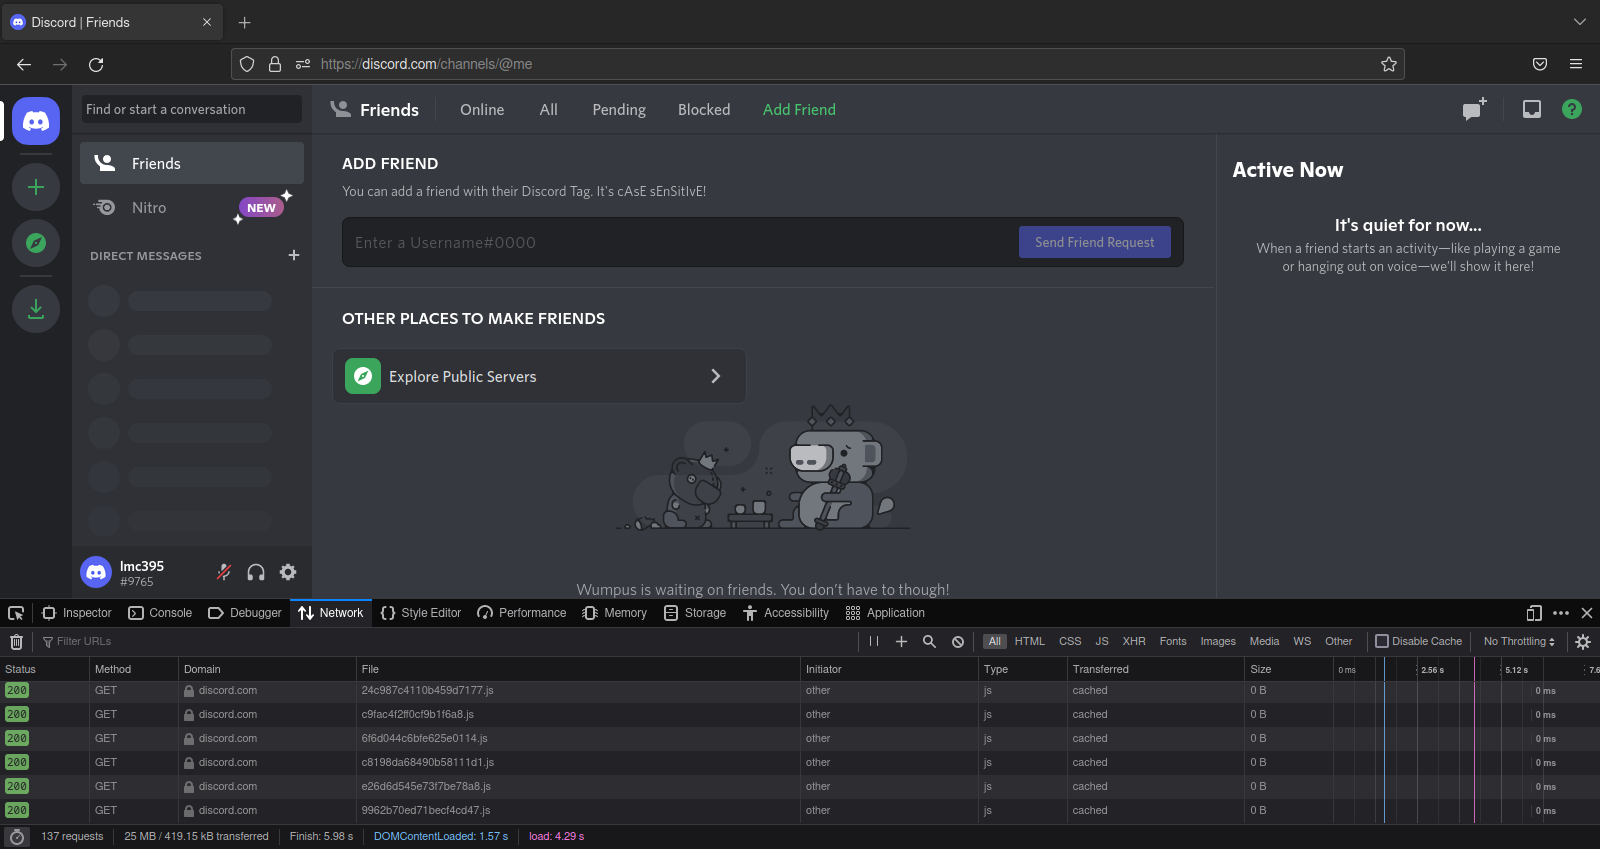 Discord | Friends
https://discord.com/channels/@me
Find or start a conversation
Friends
Online
All
Pending
Blocked
Add Friend
Friends
Nitro
NEW
DIRECT MESSAGES
ADD FRIEND
You can add a friend with their Discord Tag. It's cAsE sEnSitIvE!
Enter a Username#0000
Send Friend Request
OTHER PLACES TO MAKE FRIENDS
Explore Public Servers
Wumpus is waiting on friends. You don't have to though!
Active Now
It's quiet for now...
When a friend starts an activity—like playing a game
or hanging out on voice—we'll show it here!
lmc395
#9765
Inspector Console Debugger Network Style Editor Performance Memory Storage Accessibility Application
Filter URLs
All HTML CSS JS XHR Fonts Images Media WS Other Disable Cache No Throttling
Status Method Domain File Initiator Type Transferred Size 0 ms 2.56 s 5.12 s 7.6
200 GET discord.com 24c987c4110b459d7177.js other js cached 0 B 0 ms
200 GET discord.com c9fac4f2ff0cf9b1f6a8.js other js cached 0 B 0 ms
200 GET discord.com 6f6d044c6bfe625e0114.js other js cached 0 B 0 ms
200 GET discord.com c8198da68490b58111d1.js other js cached 0 B 0 ms
200 GET discord.com e26d6d545e73f7be78a8.js other js cached 0 B 0 ms
200 GET discord.com 9962b70ed71becf4cd47.js other js cached 0 B 0 ms
137 requests 25 MB / 419.15 kB transferred Finish: 5.98 s DOMContentLoaded: 1.57 s load: 4.29 s